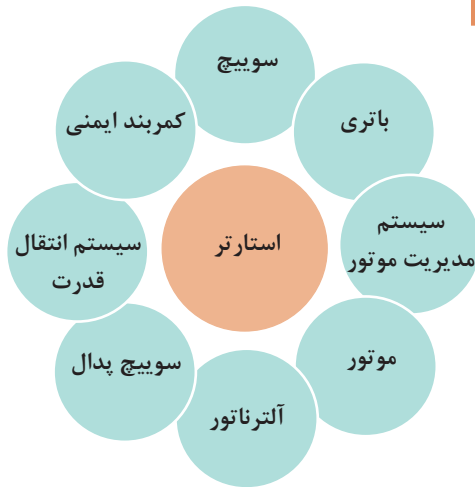 سوییچ
باتری
کمربند ایمنی
سیستم
مدیریت موتور
استارتر
سیستم انتقال
قدرت
موتور
سوییچ پدال
آلترناتور